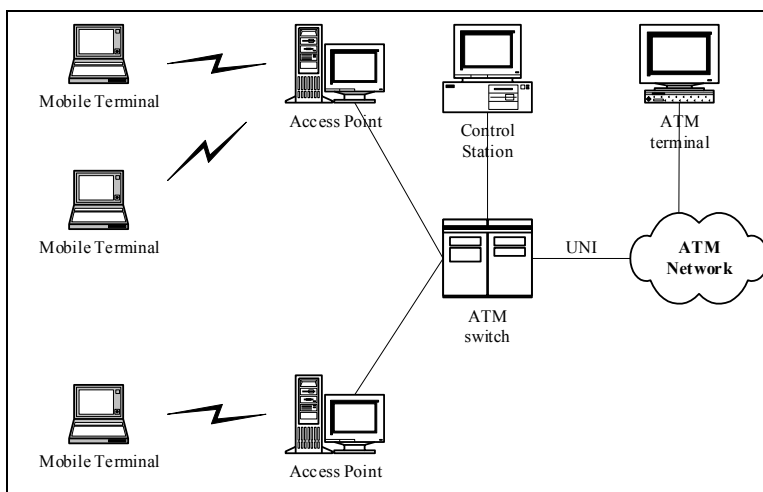 Mobile Terminal
Access Point
Control
Station
ATM
terminal
Mobile Terminal
UNI
ATM
Network
ATM
switch
Mobile Terminal
Access Point